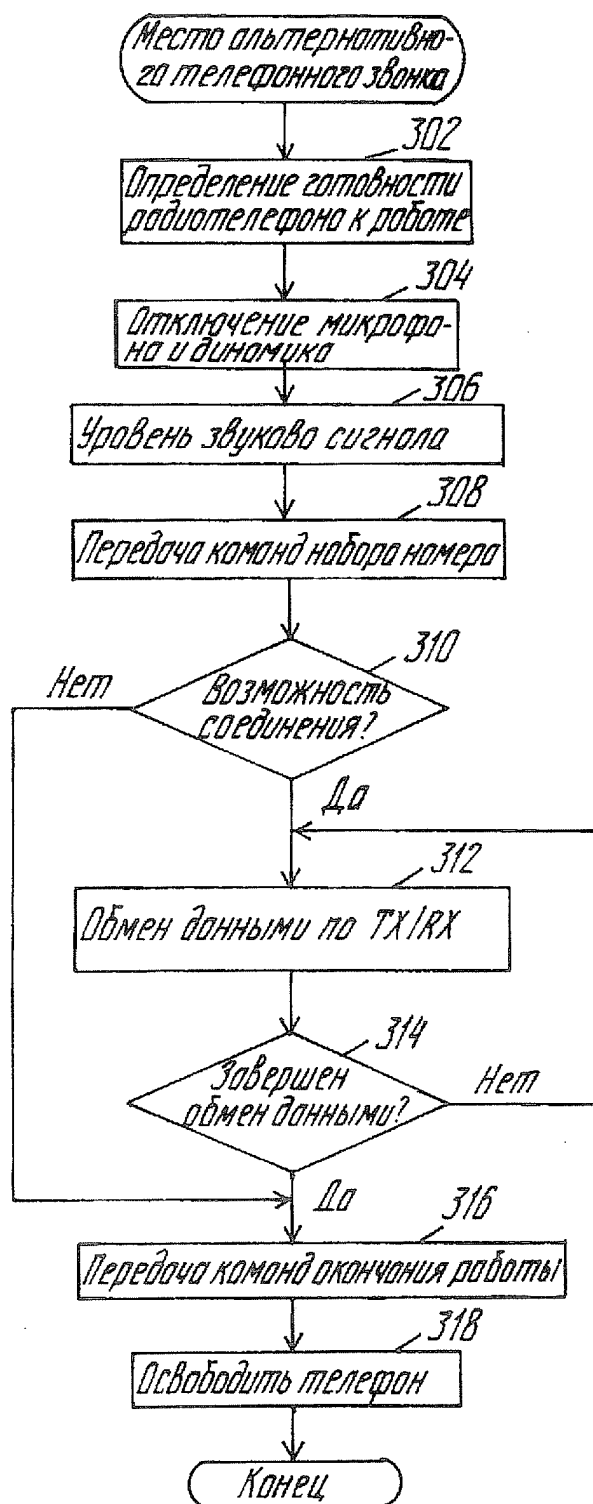 Место альтернативно-
га телефонного звонка
302
Определение готовности
радиотелефона к работе
304
Отключение микрофо-
на и динамика
306
Уровень звуково сигнала
308
Передача команд набора номера
310
Нет
Возможность
соединения?
Да
312
Обмен данными по TX/RX
314
Завершен
обмен данными?
Нет
Да
316
Передача команд окончания работы
318
Освободить телефон
Конец